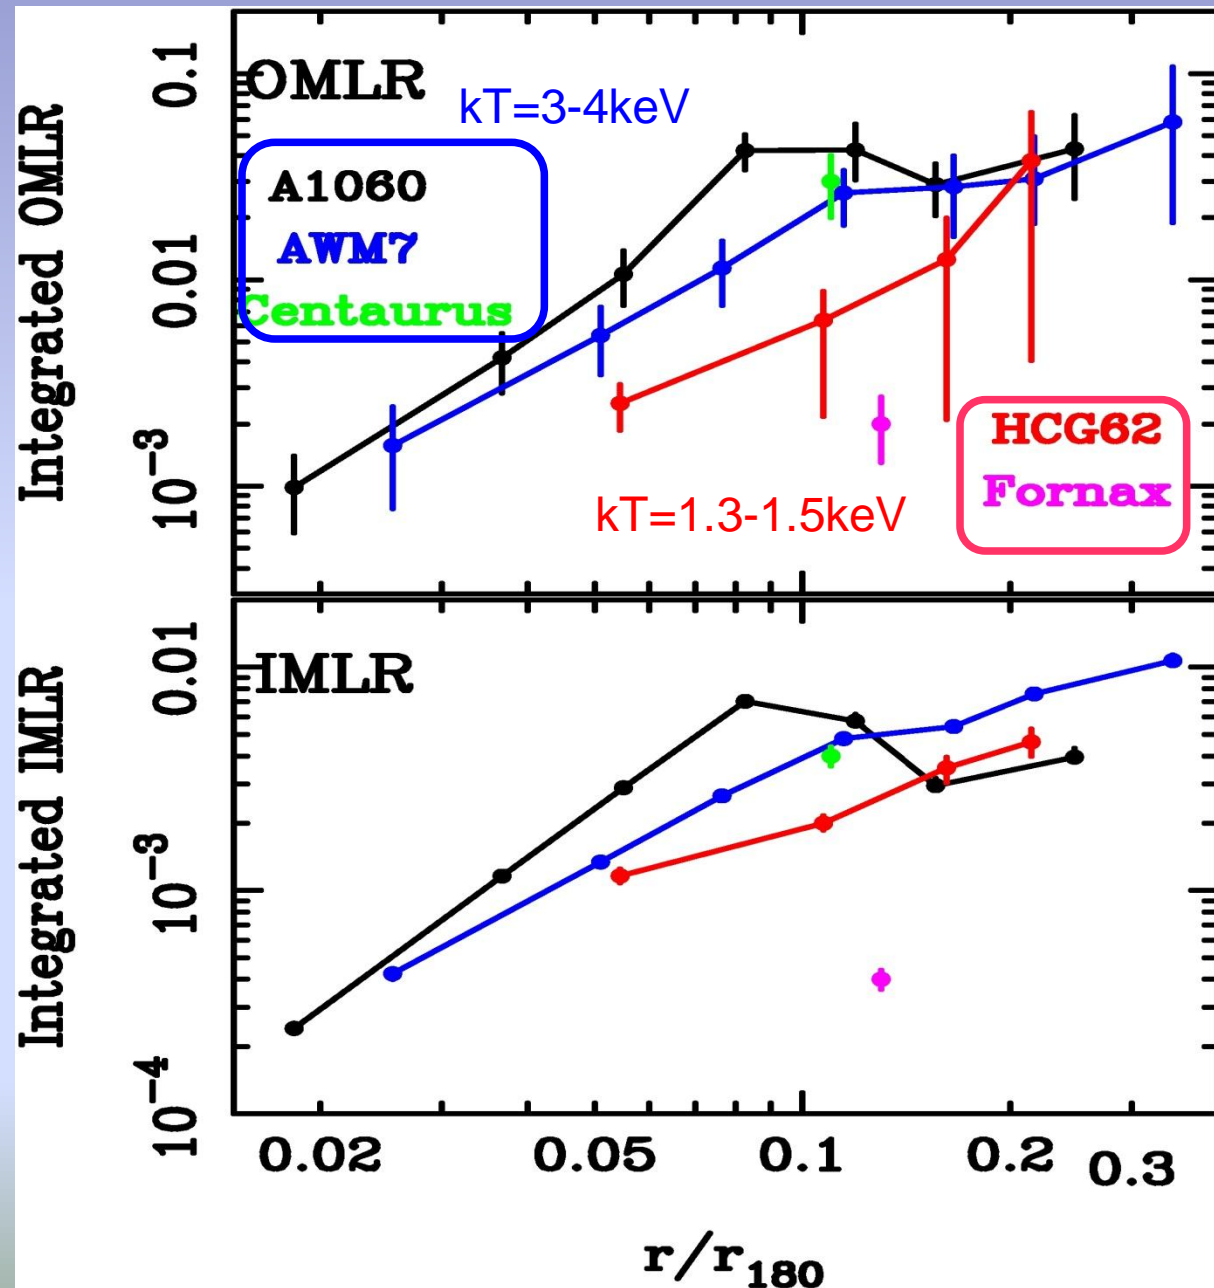 OMLR
kT=3-4keV
A1060
AWM7
Centaurus
HCG62
Fornax
kT=1.3-1.5keV
Integrated OMLR
0.1
0.01
10⁻³
IMLR
Integrated IMLR
0.01
10⁻³
10⁻⁴
0.02 0.05 0.1 0.2 0.3
r/r₁₈₀